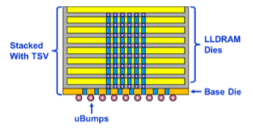 Stacked
With TSV
LLDRAM
Dies
Base Die
uBumps